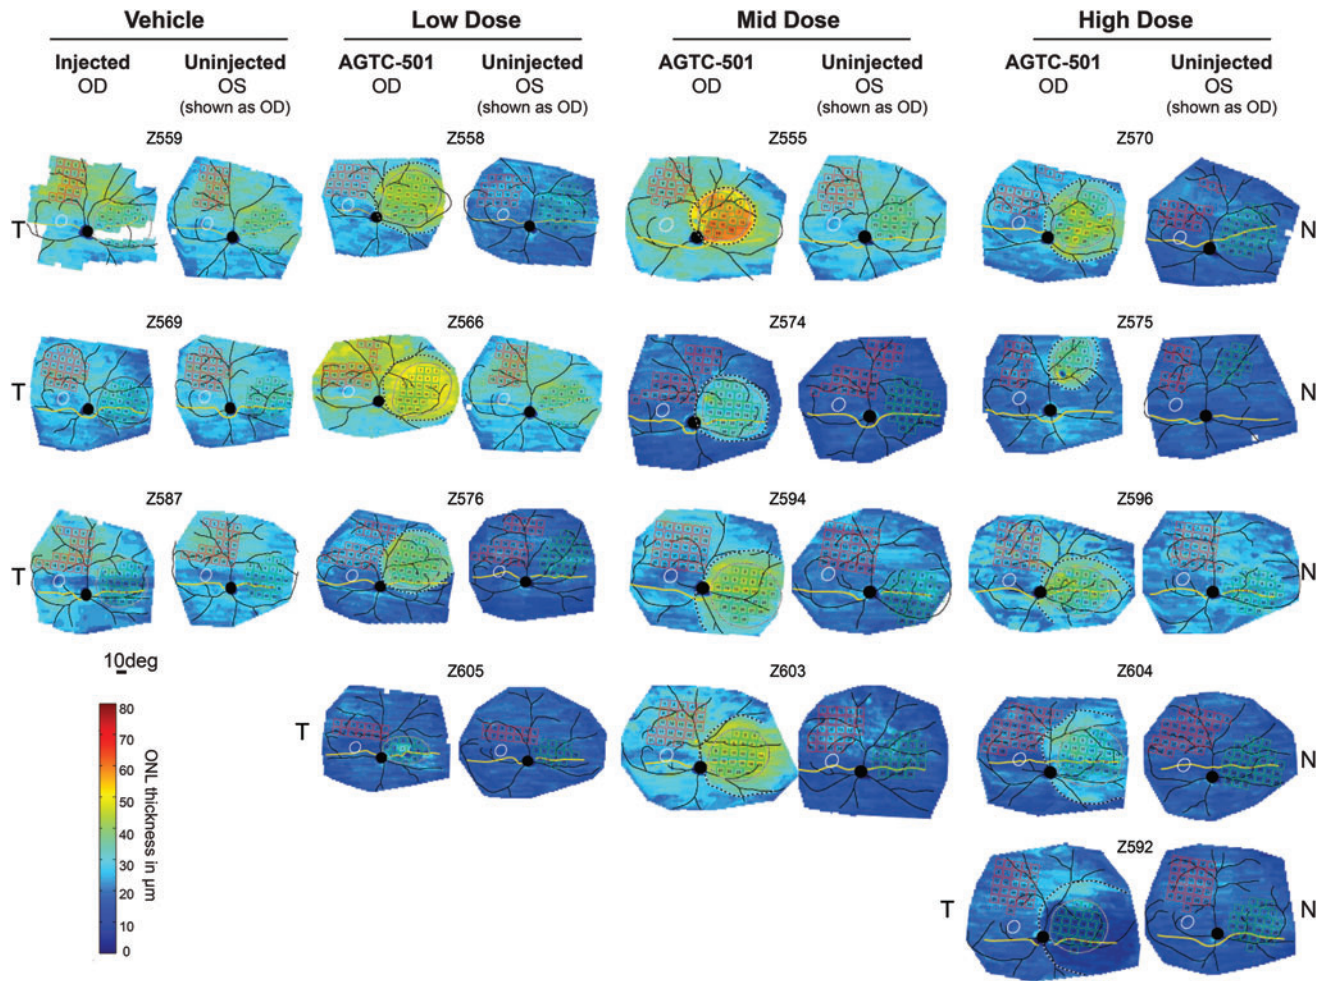 Vehicle Low Dose Mid Dose High Dose
Injected Uninjected AGTC-501 Uninjected AGTC-501 Uninjected AGTC-501 Uninjected
OD OS OD OS OD OS OD OS
(shown as OD) (shown as OD) (shown as OD) (shown as OD)
Z559 Z558 Z555 Z570
T N
Z569 Z566 Z574 Z575
T N
Z587 Z576 Z594 Z596
T N
10deg
Z605 Z603 Z604
T N
80
70
60
50
40
30
20
10
0
ONL thickness in μm
Z592
T N